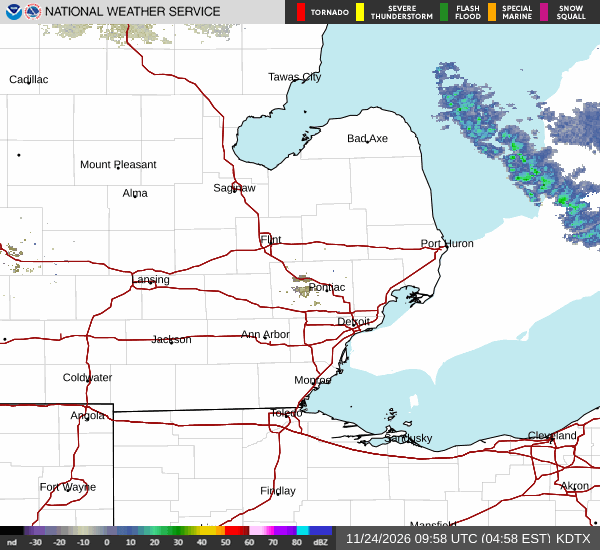 NATIONAL WEATHER SERVICE
TORNADO
SEVERE THUNDERSTORM
FLASH FLOOD
SPECIAL MARINE
SNOW SQUALL
Cadillac
Tawas City
Bad Axe
Mount Pleasant
Alma
Saginaw
Flint
Port Huron
Lansing
Pontiac
Detroit
Jackson
Ann Arbor
Coldwater
Monroe
Angola
Toledo
Sandusky
Cleveland
Fort Wayne
Findlay
Akron
Mansfield
nd -30 -20 -10 0 10 20 30 40 50 60 70 80 dBZ
11/24/2026 09:58 UTC (04:58 EST) KDTX